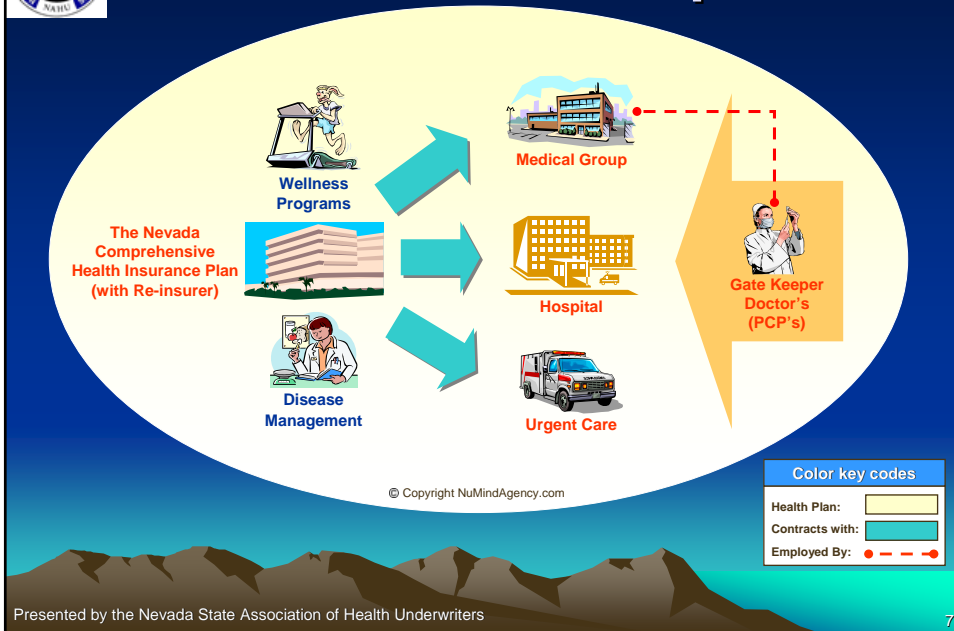 NAHU
Wellness
Programs
The Nevada
Comprehensive
Health Insurance Plan
(with Re-insurer)
Disease
Management
Medical Group
Hospital
Urgent Care
Gate Keeper
Doctor's
(PCP's)
© Copyright NuMindAgency.com
Color key codes
Health Plan:
Contracts with:
Employed By:
Presented by the Nevada State Association of Health Underwriters
7